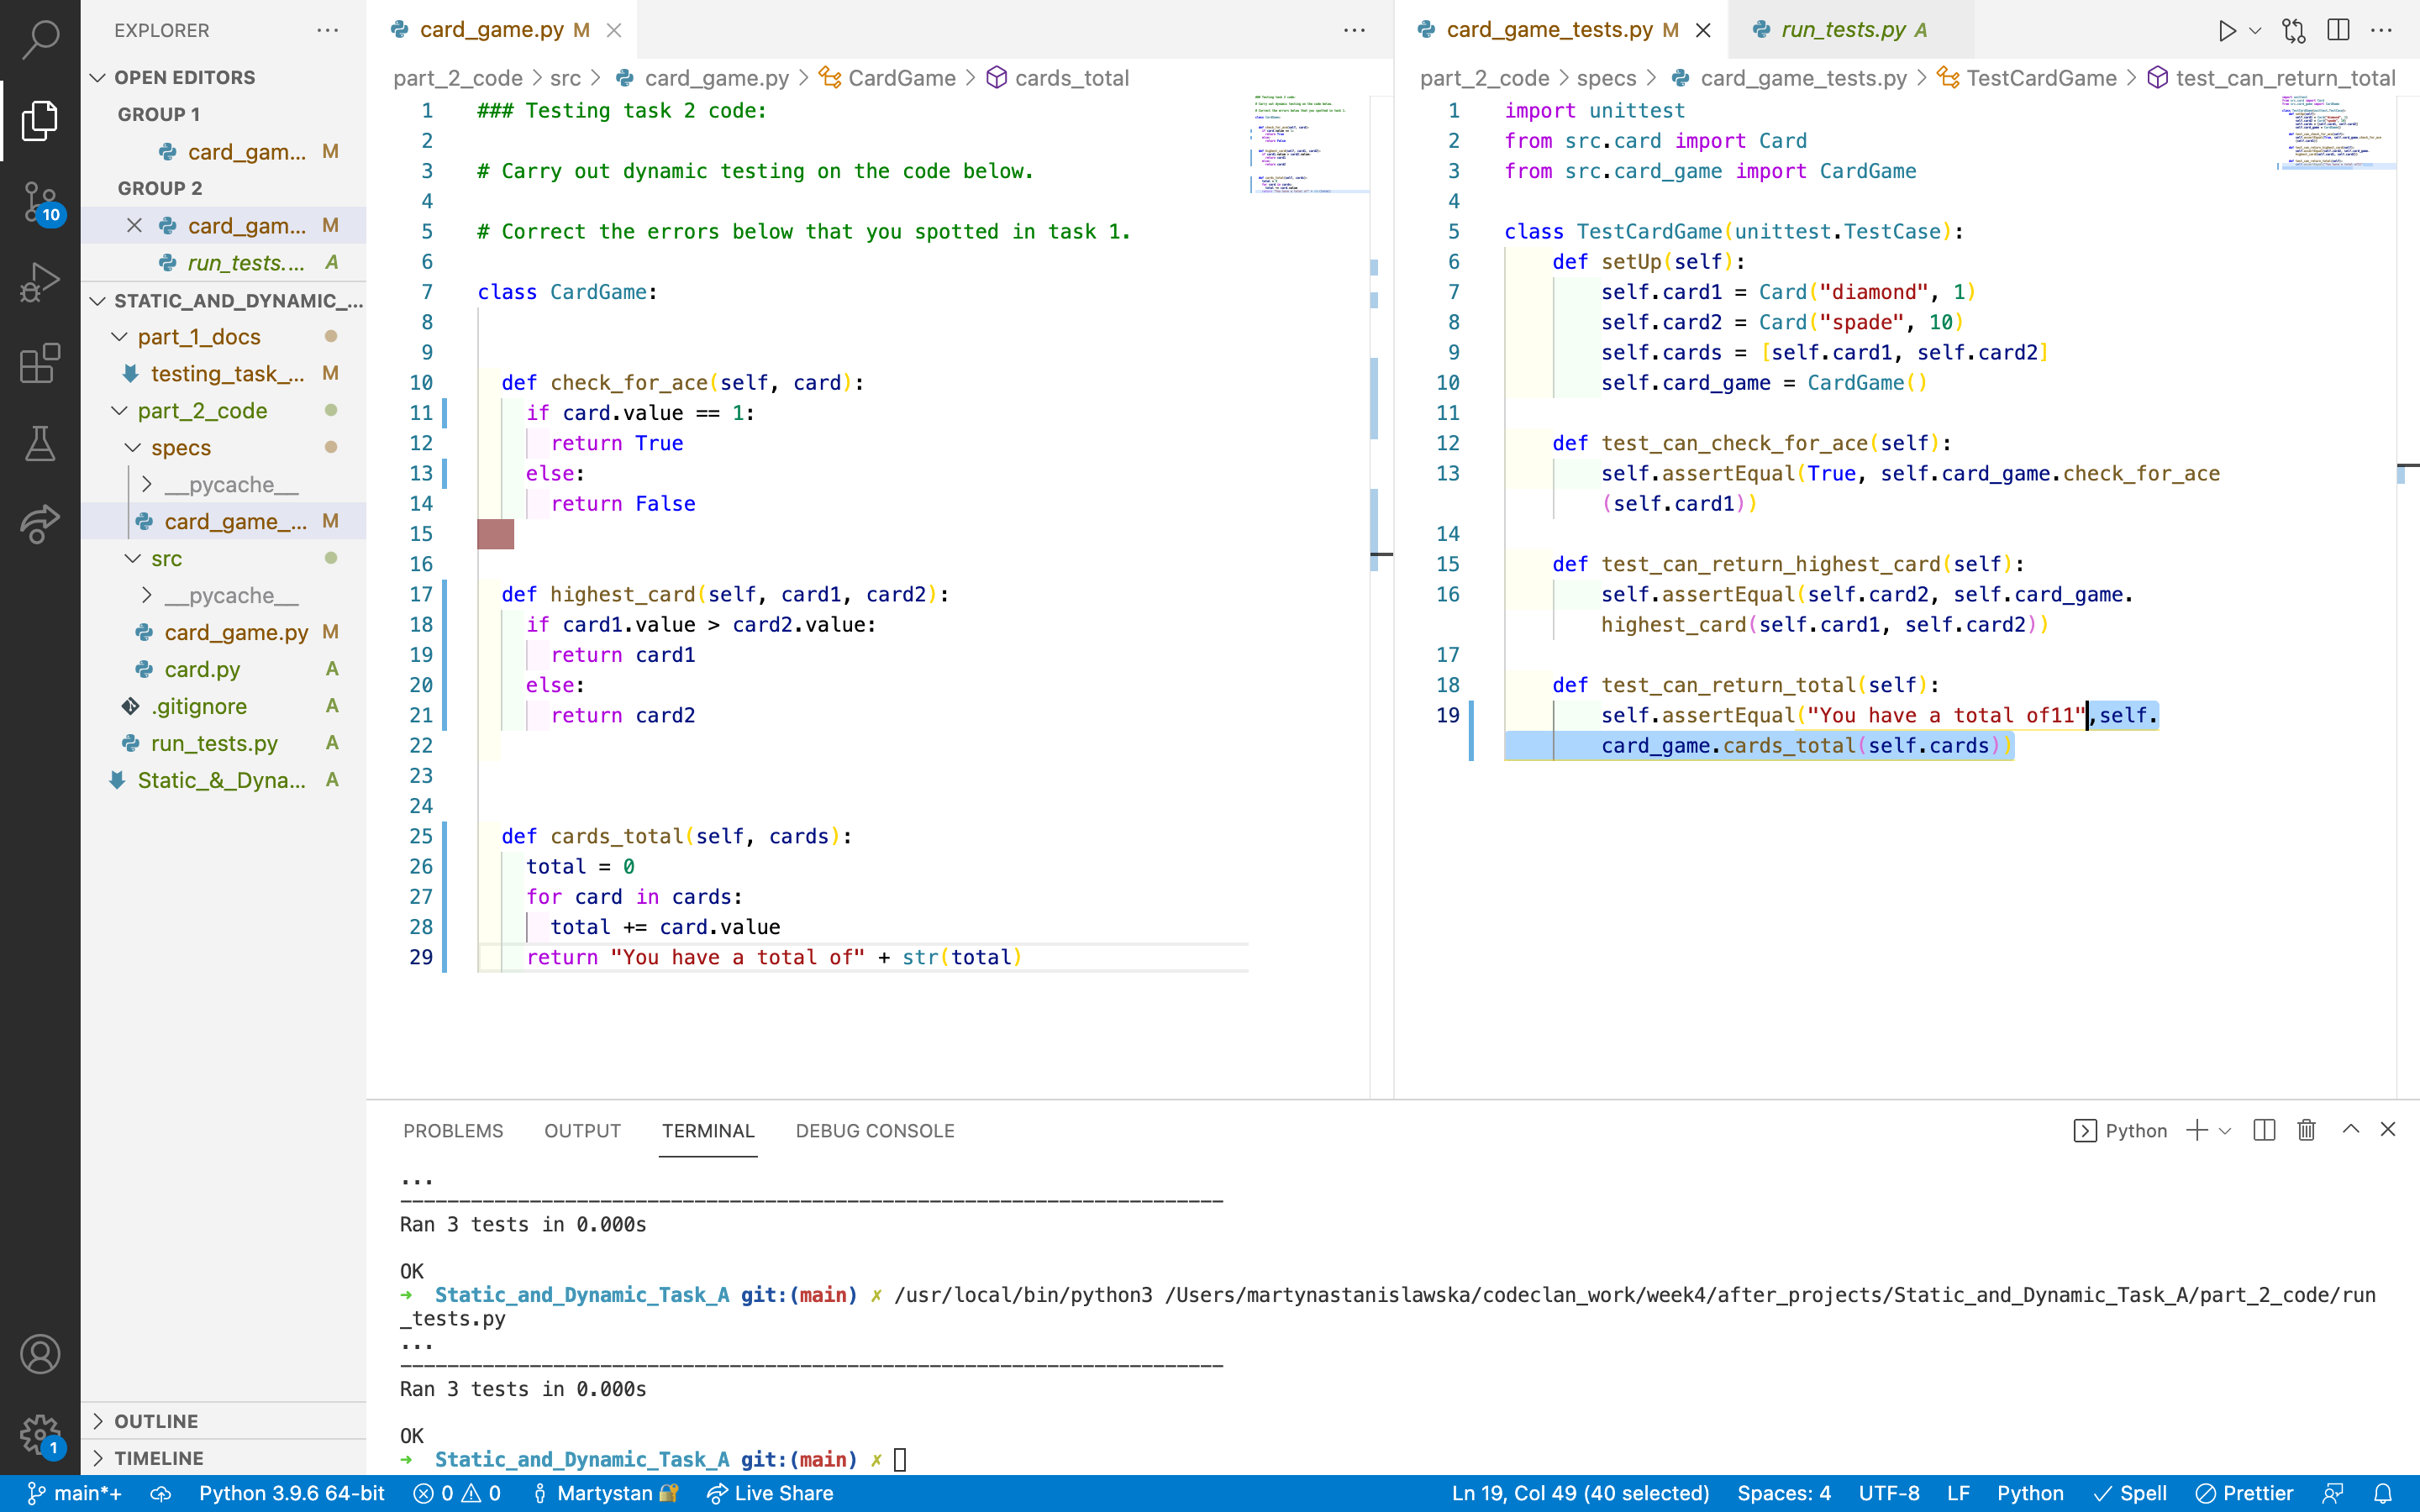 EXPLORER
OPEN EDITORS
GROUP 1
card_gam... M
GROUP 2
card_gam... M
run_tests.... A
STATIC_AND_DYNAMIC_...
part_1_docs
testing_task_... M
part_2_code
specs
__pycache__
card_game_... M
src
__pycache__
card_game.py M
card.py A
.gitignore A
run_tests.py A
Static_&_Dyna... A
OUTLINE
TIMELINE
10
1
card_game.py M
part_2_code > src > card_game.py > CardGame > cards_total
1 ### Testing task 2 code:
2
3 # Carry out dynamic testing on the code below.
4
5 # Correct the errors below that you spotted in task 1.
6
7 class CardGame:
8
9
10 def check_for_ace(self, card):
11 if card.value == 1:
12 return True
13 else:
14 return False
15
16
17 def highest_card(self, card1, card2):
18 if card1.value > card2.value:
19 return card1
20 else:
21 return card2
22
23
24
25 def cards_total(self, cards):
26 total = 0
27 for card in cards:
28 total += card.value
29 return "You have a total of" + str(total)
card_game_tests.py M
run_tests.py A
part_2_code > specs > card_game_tests.py > TestCardGame > test_can_return_total
1 import unittest
2 from src.card import Card
3 from src.card_game import CardGame
4
5 class TestCardGame(unittest.TestCase):
6 def setUp(self):
7 self.card1 = Card("diamond", 1)
8 self.card2 = Card("spade", 10)
9 self.cards = [self.card1, self.card2]
10 self.card_game = CardGame()
11
12 def test_can_check_for_ace(self):
13 self.assertEqual(True, self.card_game.check_for_ace
(self.card1))
14
15 def test_can_return_highest_card(self):
16 self.assertEqual(self.card2, self.card_game.
highest_card(self.card1, self.card2))
17
18 def test_can_return_total(self):
19 self.assertEqual("You have a total of11",self.
card_game.cards_total(self.cards))
PROBLEMS OUTPUT TERMINAL DEBUG CONSOLE
Python
...
----------------------------------------------------------------------
Ran 3 tests in 0.000s
OK
→ Static_and_Dynamic_Task_A git:(main) ✗ /usr/local/bin/python3 /Users/martynastanislawska/codeclan_work/week4/after_projects/Static_and_Dynamic_Task_A/part_2_code/run
_tests.py
...
----------------------------------------------------------------------
Ran 3 tests in 0.000s
OK
→ Static_and_Dynamic_Task_A git:(main) ✗
main*+ Python 3.9.6 64-bit 0 0 Martystan Live Share Ln 19, Col 49 (40 selected) Spaces: 4 UTF-8 LF Python Spell Prettier